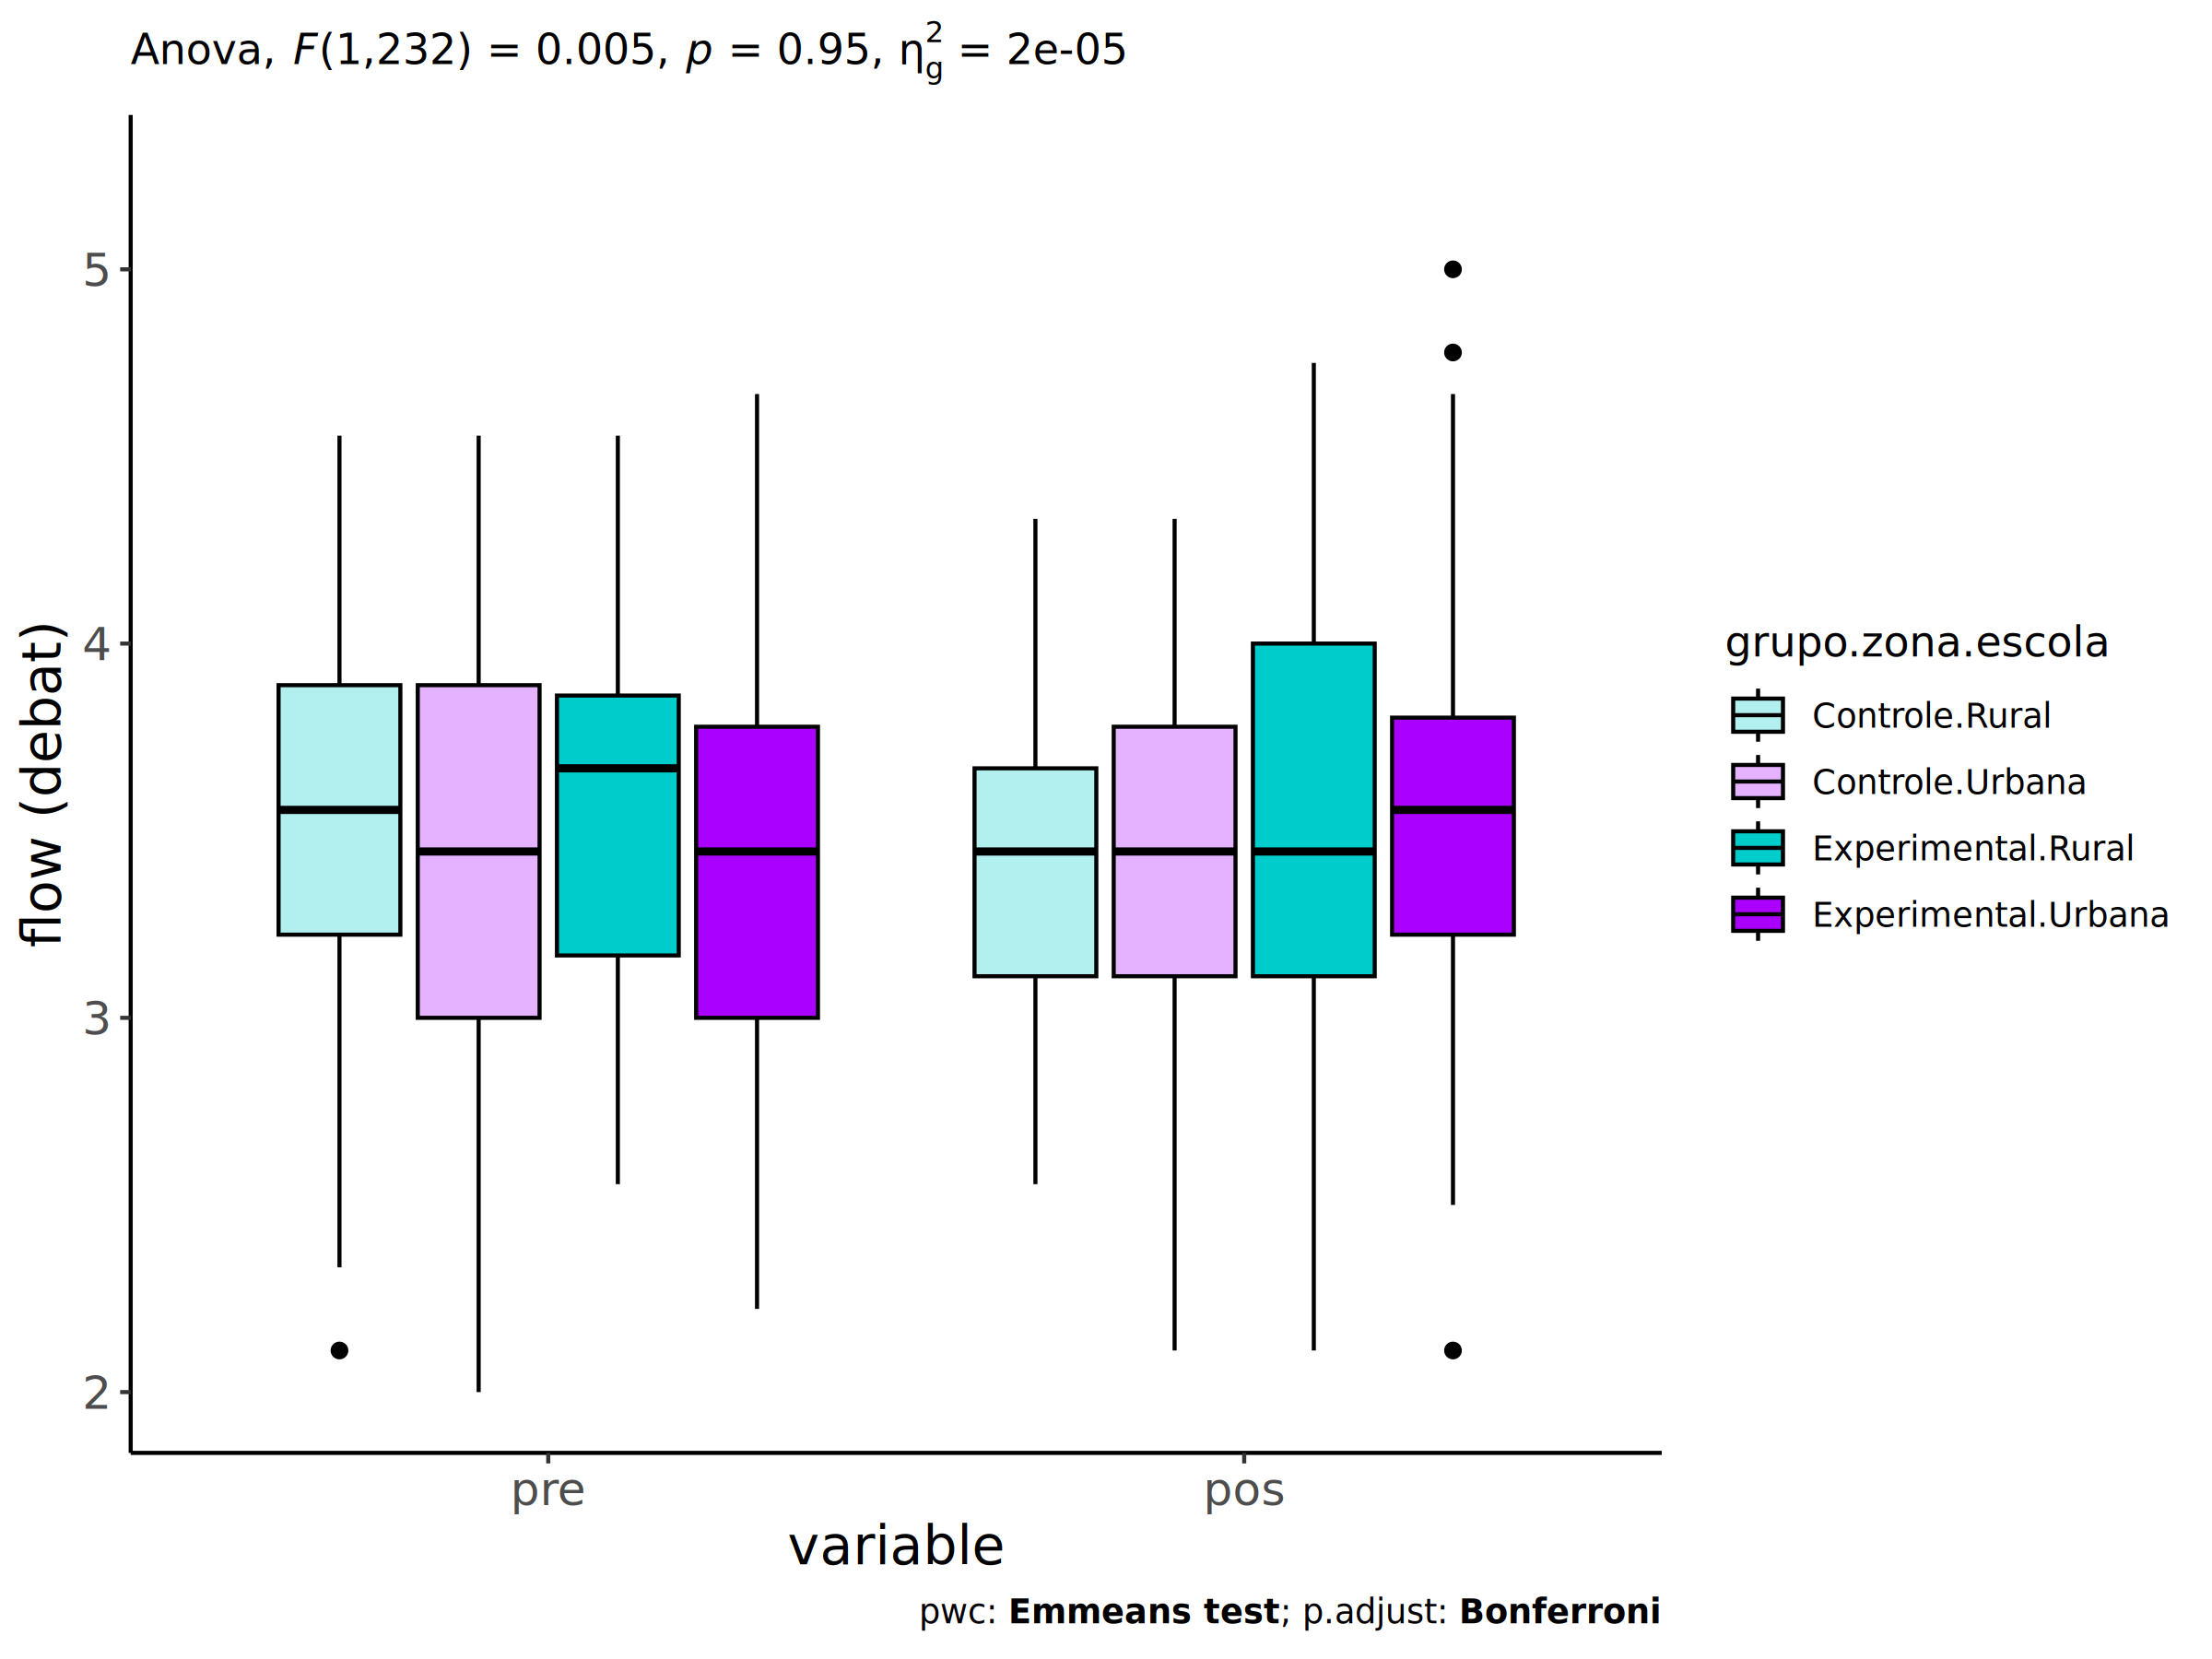 Anova, F(1,232) = 0.005, p = 0.95, η²g = 2e-05
flow (debat)
5
4
3
2
pre
pos
variable
grupo.zona.escola
Controle.Rural
Controle.Urbana
Experimental.Rural
Experimental.Urbana
pwc: Emmeans test; p.adjust: Bonferroni